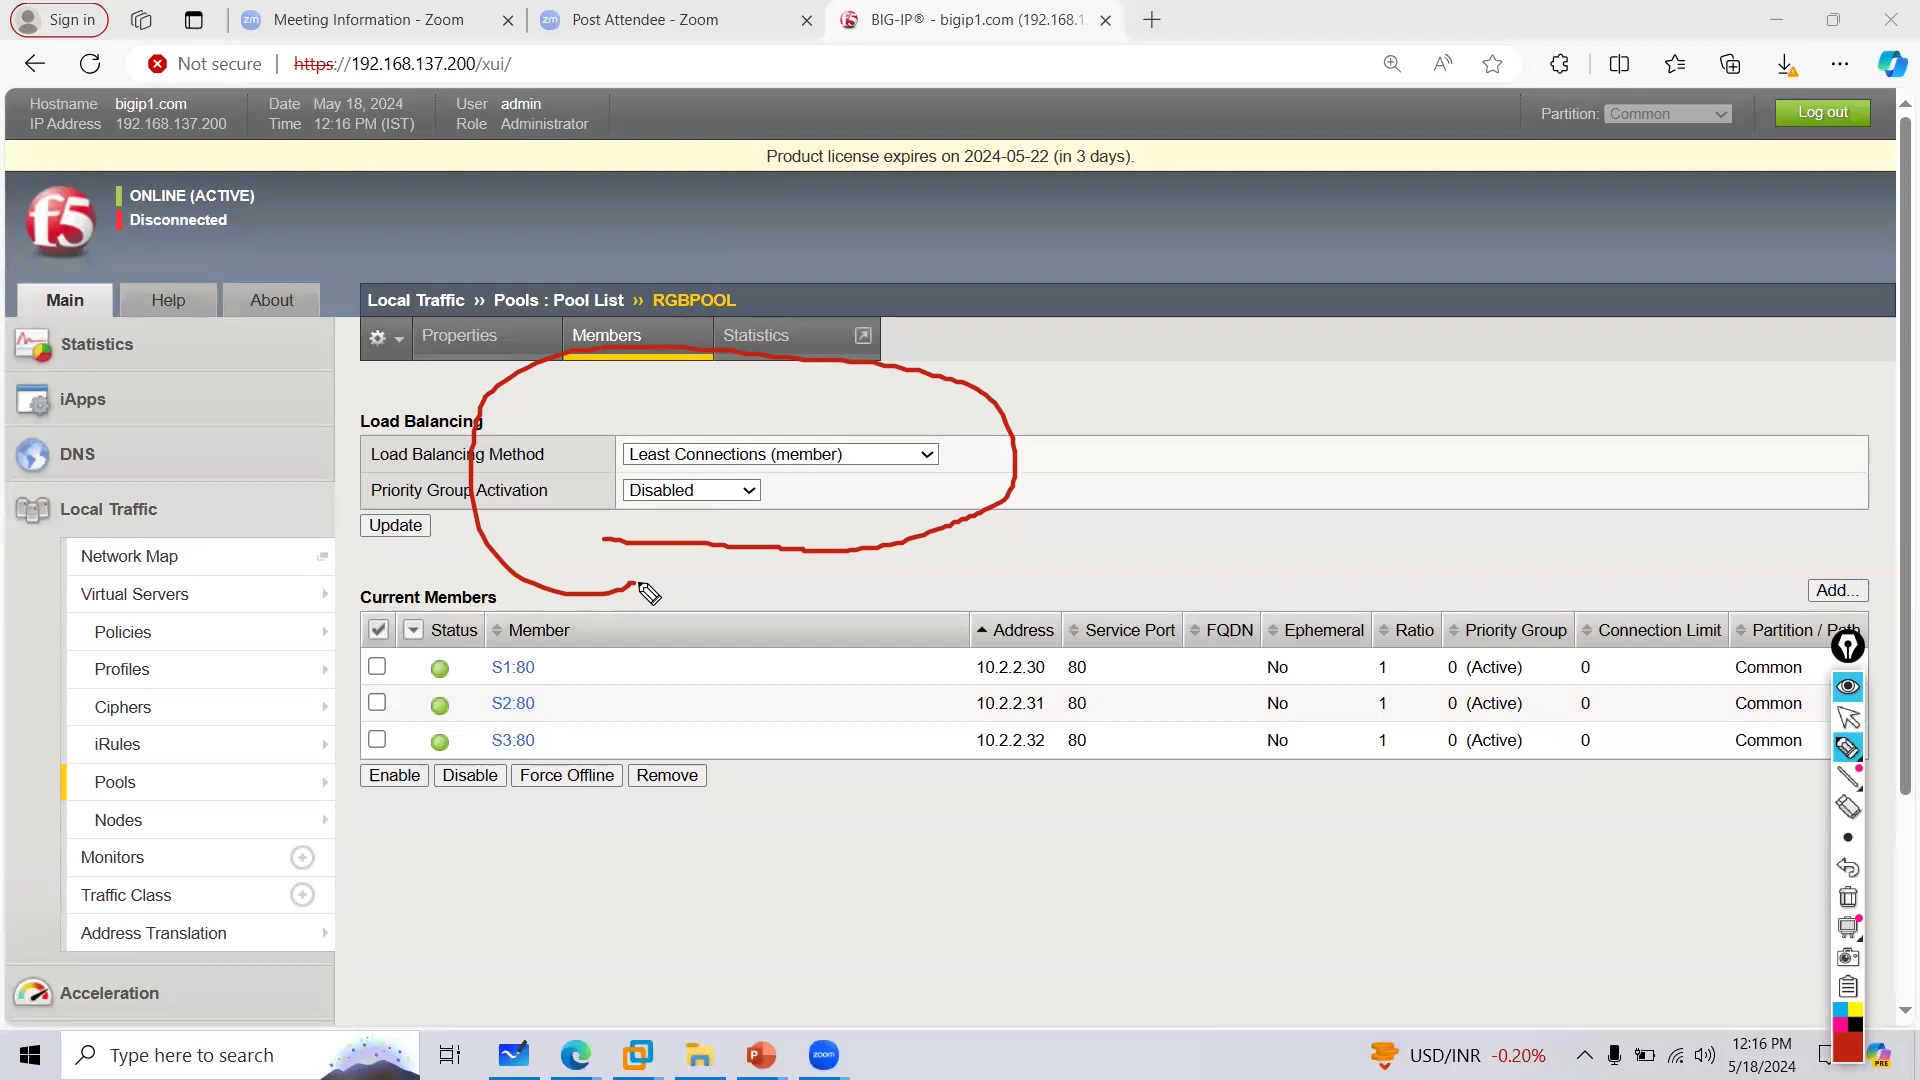 Sign in
zm Meeting Information - Zoom
zm Post Attendee - Zoom
BIG-IP® - bigip1.com (192.168.1.
Not secure https://192.168.137.200/xui/
Hostname bigip1.com Date May 18, 2024 User admin
IP Address 192.168.137.200 Time 12:16 PM (IST) Role Administrator
Partition: Common Log out
Product license expires on 2024-05-22 (in 3 days).
f5
ONLINE (ACTIVE)
Disconnected
Main Help About
Local Traffic ›› Pools : Pool List ›› RGBPOOL
Properties Members Statistics
Statistics
iApps
DNS
Local Traffic
Network Map
Virtual Servers
Policies
Profiles
Ciphers
iRules
Pools
Nodes
Monitors
Traffic Class
Address Translation
Acceleration
Load Balancing
Load Balancing Method Least Connections (member)
Priority Group Activation Disabled
Update
Current Members Add...
Status Member Address Service Port FQDN Ephemeral Ratio Priority Group Connection Limit Partition / Path
S1:80 10.2.2.30 80 No 1 0 (Active) 0 Common
S2:80 10.2.2.31 80 No 1 0 (Active) 0 Common
S3:80 10.2.2.32 80 No 1 0 (Active) 0 Common
Enable Disable Force Offline Remove
Type here to search
zoom
USD/INR -0.20%
12:16 PM
5/18/2024
PRE